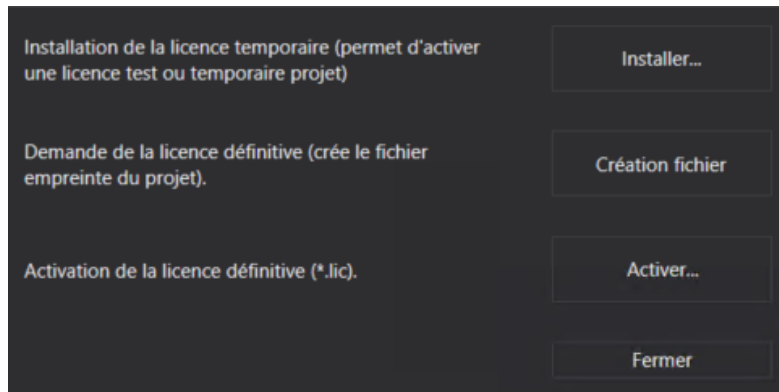 Installation de la licence temporaire (permet d'activer
une licence test ou temporaire projet)
Installer...
Demande de la licence définitive (crée le fichier
empreinte du projet).
Création fichier
Activation de la licence définitive (*.lic).
Activer...
Fermer